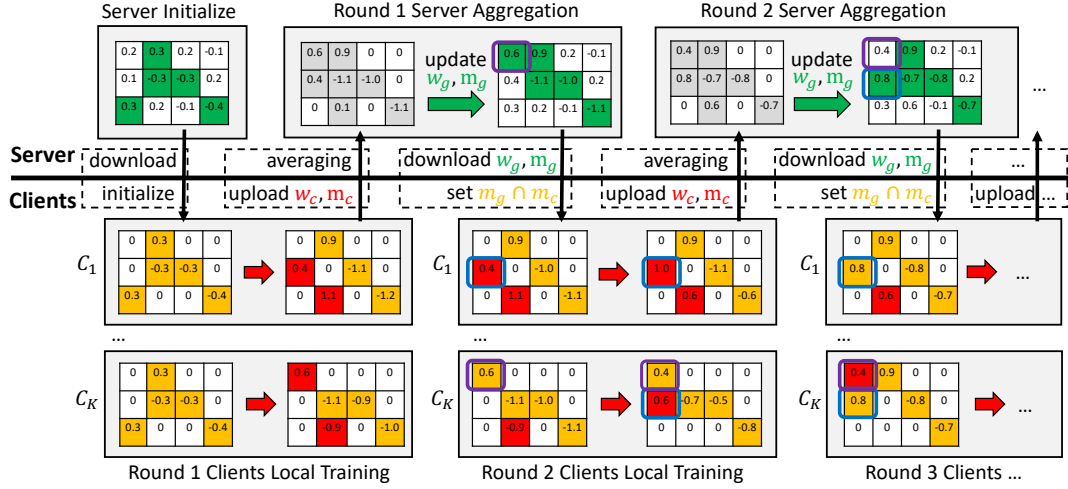 Server Initialize
0.2 0.3 0.2 -0.1
0.1 -0.3 -0.3 0.2
0.3 0.2 -0.1 -0.4
Round 1 Server Aggregation
0.6 0.9 0 0
0.4 -1.1 -1.0 0
0 0.1 0 -1.1
update
w_g, m_g
0.6 0.9 0.2 -0.1
0.4 -1.1 -1.0 0.2
0.3 0.2 -0.1 -1.1
Round 2 Server Aggregation
0.4 0.9 0 0
0.8 -0.7 -0.8 0
0 0.6 0 -0.7
update
w_g, m_g
0.4 0.9 0.2 -0.1
0.8 -0.7 -0.8 0.2
0.3 0.6 -0.1 -0.7
...
Server
download
averaging
download w_g, m_g
averaging
download w_g, m_g
...
Clients
initialize
upload w_c, m_c
set m_g ∩ m_c
upload w_c, m_c
set m_g ∩ m_c
upload ...
C_1
0 0.3 0 0
0 -0.3 -0.3 0
0.3 0 0 -0.4
0 0.9 0 0
0.4 0 -1.1 0
0 1.1 0 -1.2
C_1
0 0.9 0 0
0.4 0 -1.0 0
0 1.1 0 -1.1
0 0.9 0 0
1.0 0 -1.1 0
0 0.6 0 -0.6
C_1
0 0.9 0 0
0.8 0 -0.8 0
0 0.6 0 -0.7
...
...
...
...
C_K
0 0.3 0 0
0 -0.3 -0.3 0
0.3 0 0 -0.4
0.6 0 0 0
0 -1.1 -0.9 0
0 -0.9 0 -1.0
C_K
0.6 0 0 0
0 -1.1 -1.0 0
0 -0.9 0 -1.1
0.4 0 0 0
0.6 -0.7 -0.5 0
0 0 0 -0.8
C_K
0.4 0.9 0 0
0.8 0 -0.8 0
0 0 0 -0.7
...
Round 1 Clients Local Training
Round 2 Clients Local Training
Round 3 Clients ...